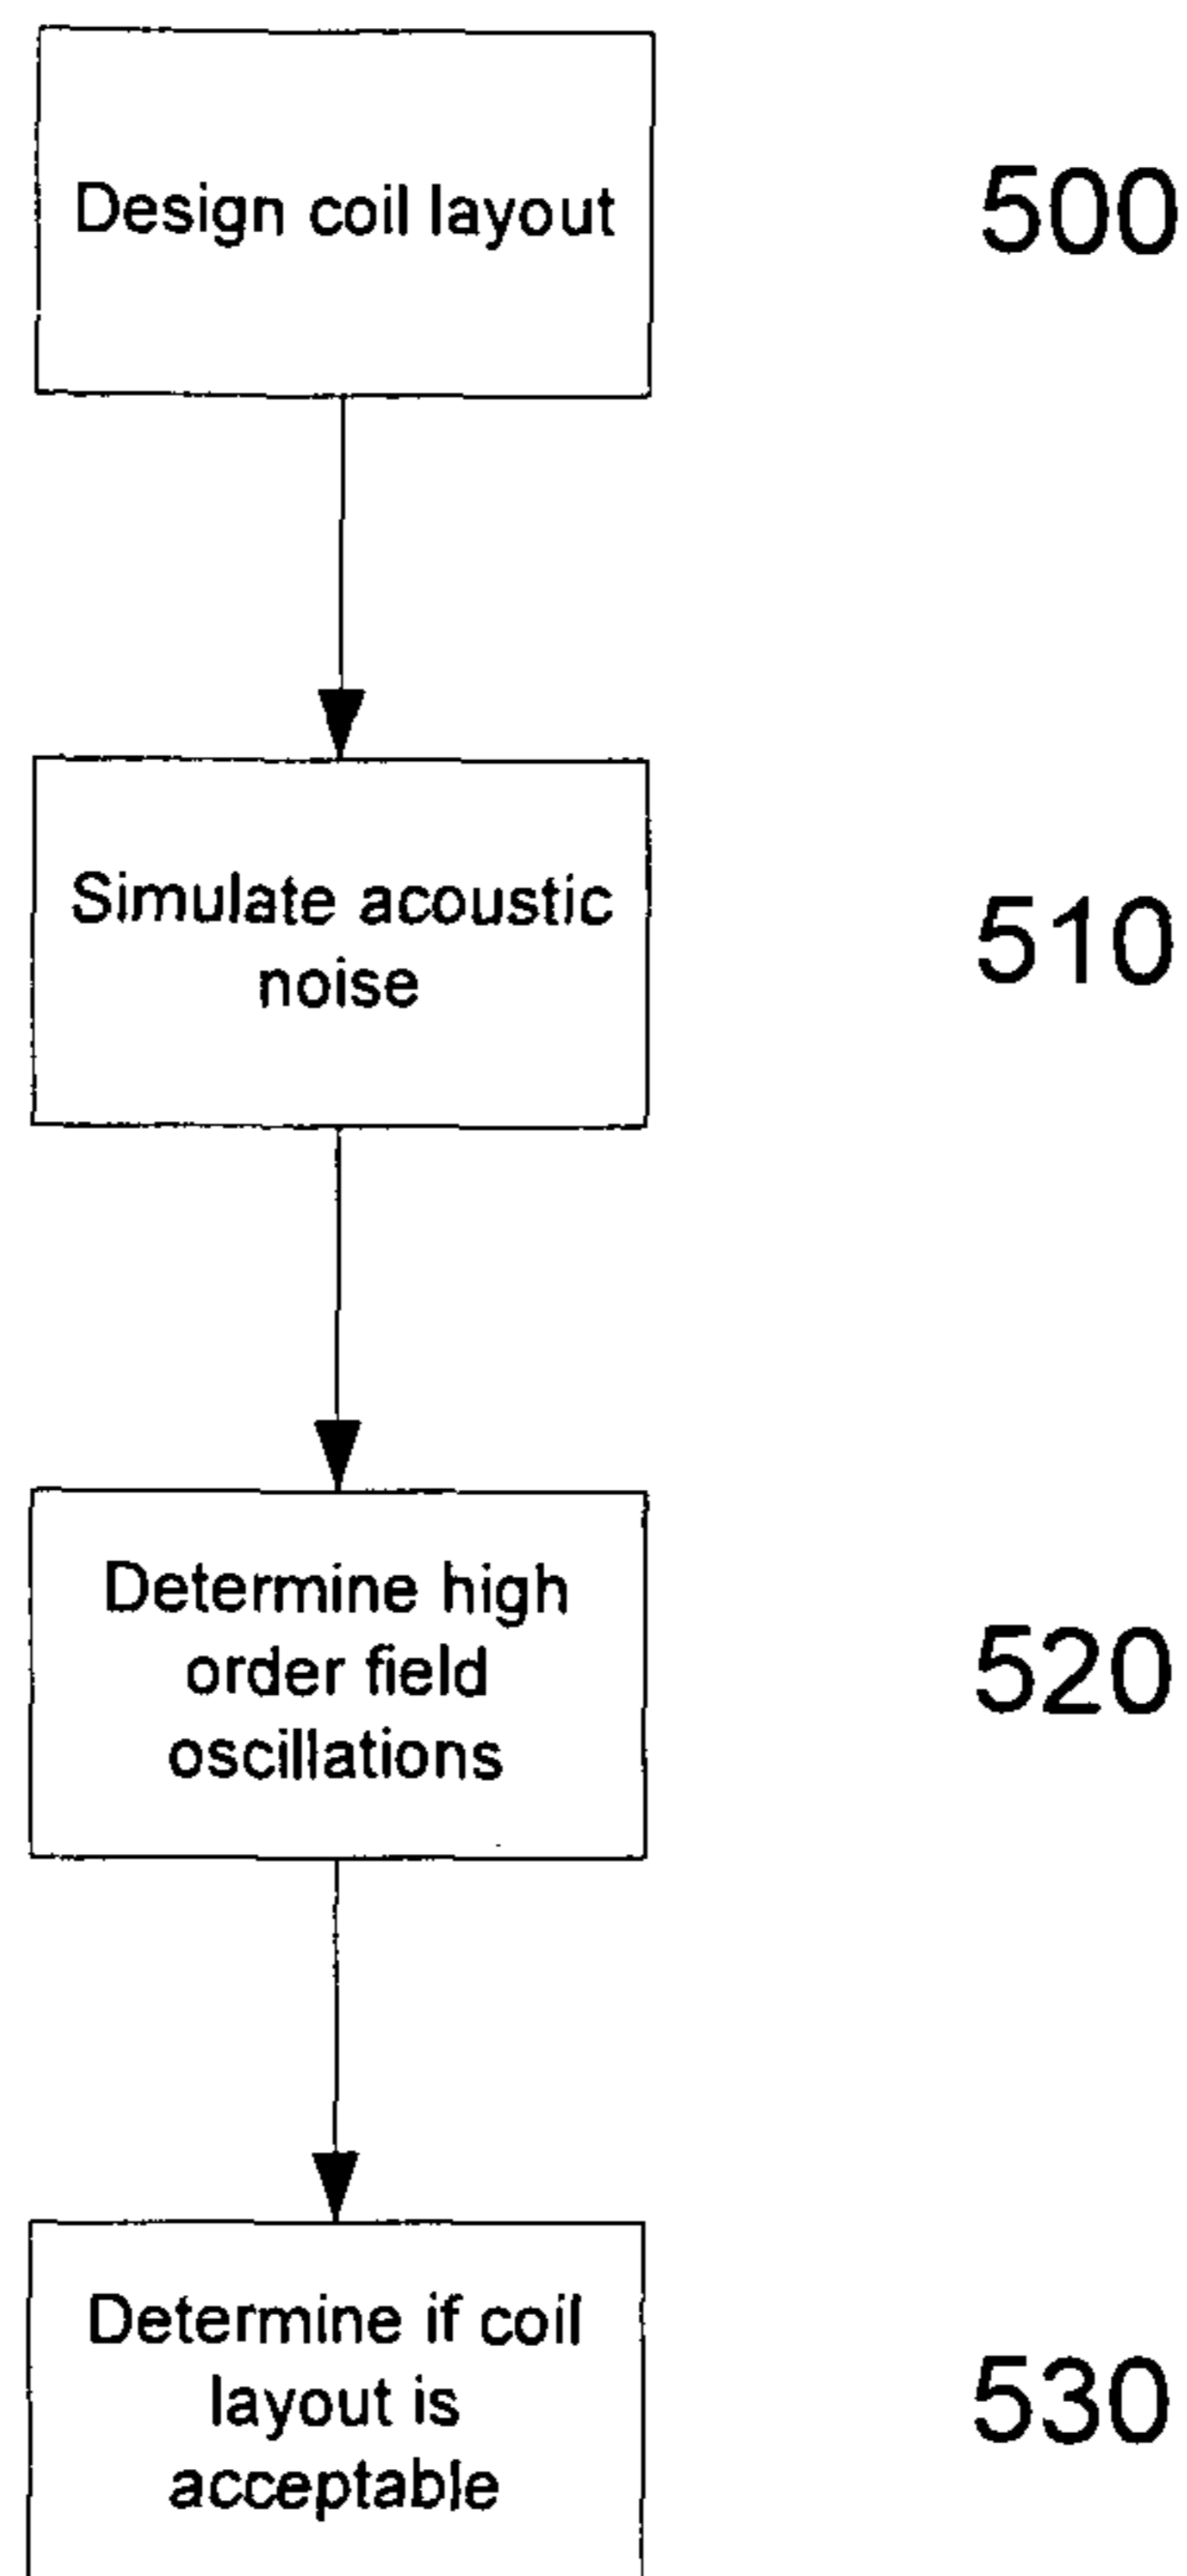 Design coil layout
500
Simulate acoustic
noise
510
Determine high
order field
oscillations
520
Determine if coil
layout is
acceptable
530